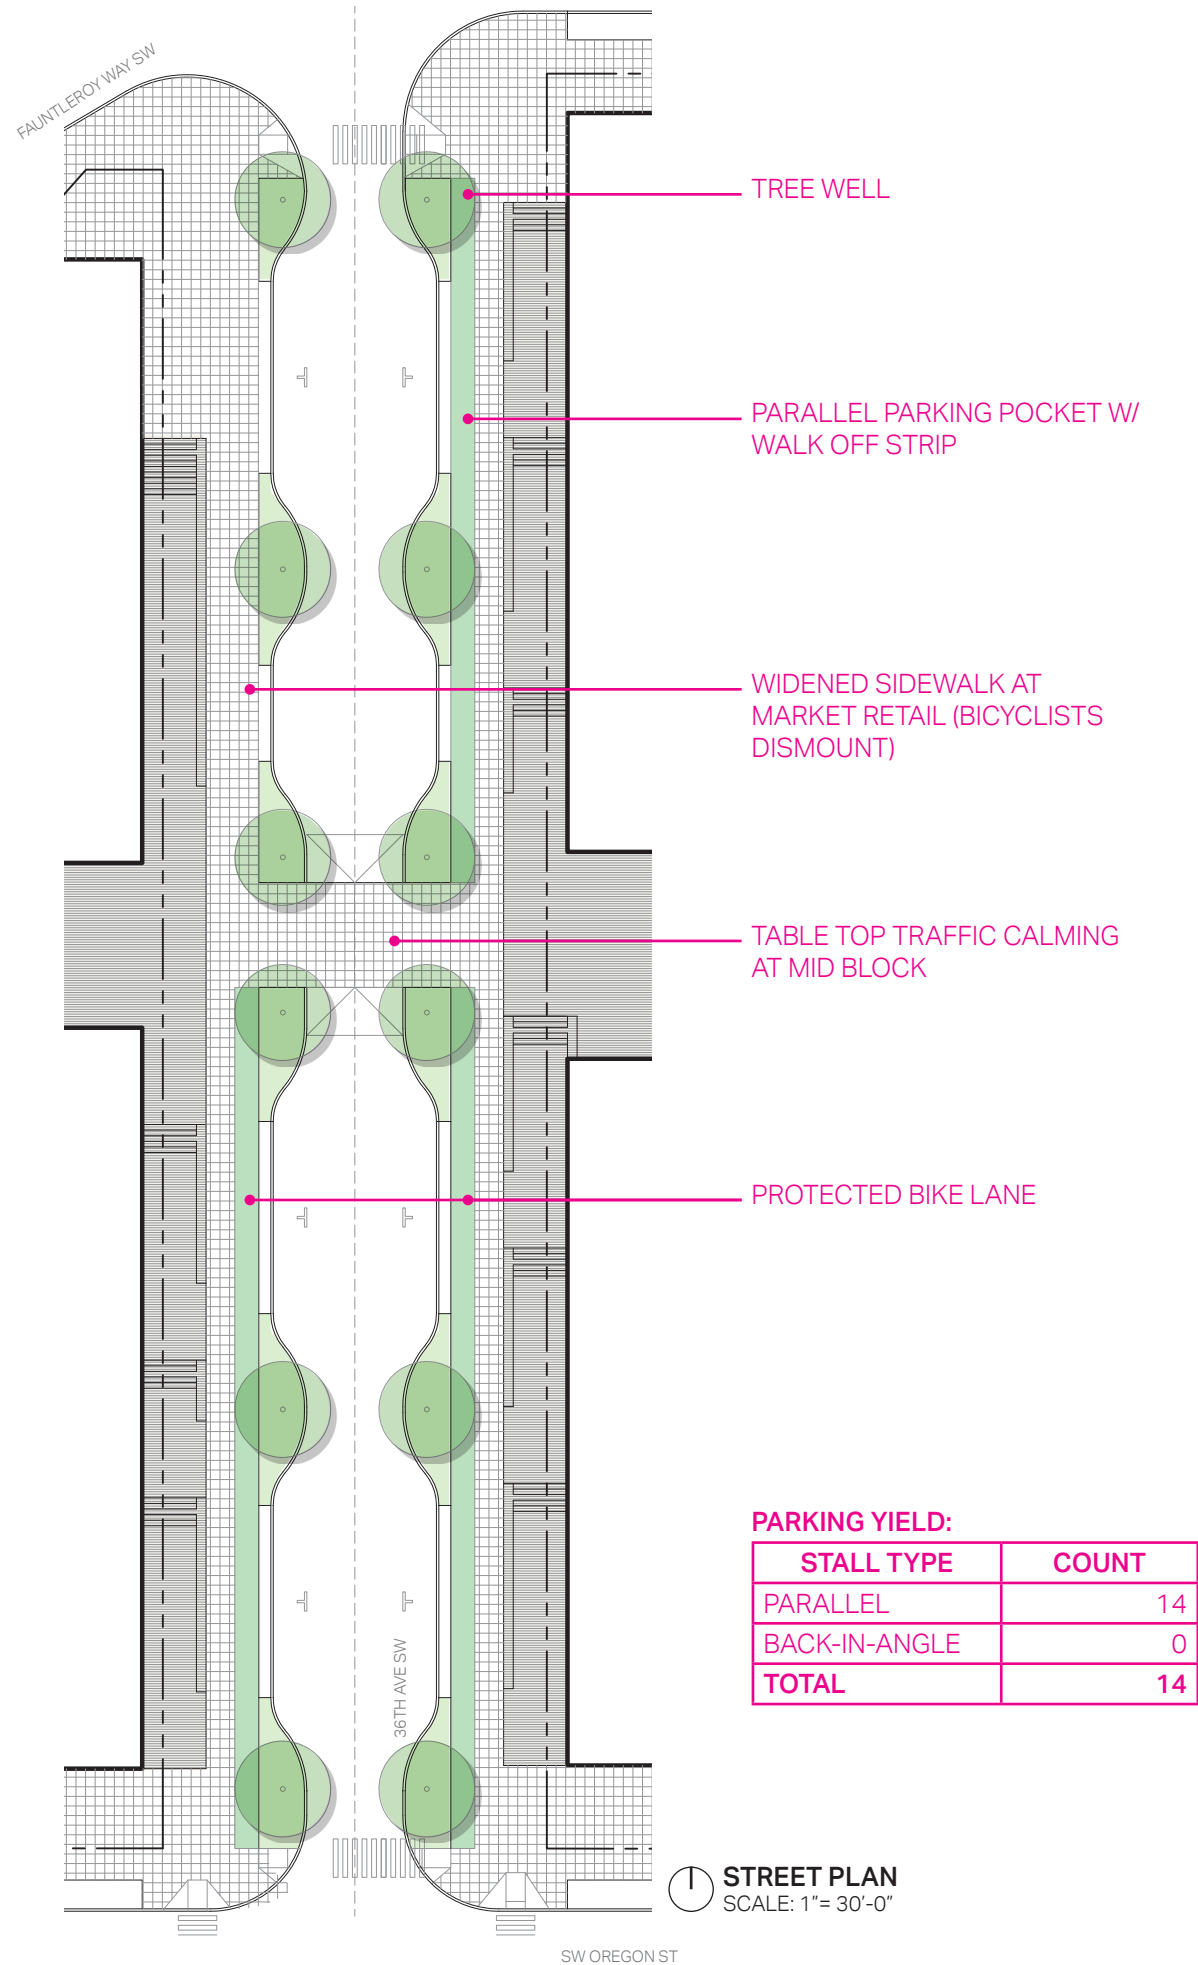 FAUNTLEROY WAY SW
TREE WELL
PARALLEL PARKING POCKET W/
WALK OFF STRIP
WIDENED SIDEWALK AT
MARKET RETAIL (BICYCLISTS
DISMOUNT)
TABLE TOP TRAFFIC CALMING
AT MID BLOCK
PROTECTED BIKE LANE
PARKING YIELD:
STALL TYPE COUNT
PARALLEL 14
BACK-IN-ANGLE 0
TOTAL 14
36TH AVE SW
STREET PLAN
SCALE: 1"= 30'-0"
SW OREGON ST